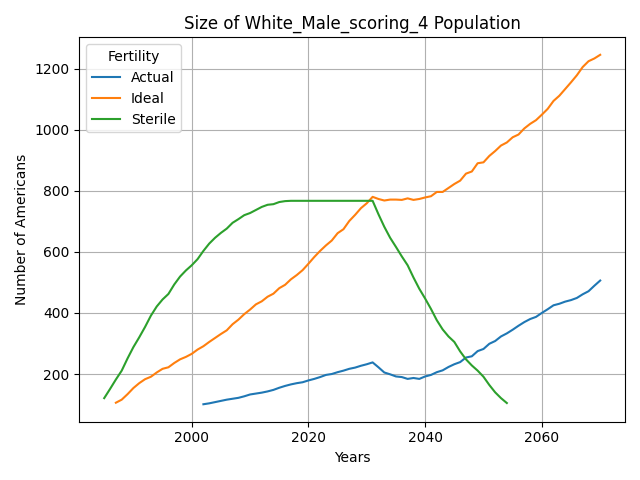 Size of White_Male_scoring_4 Population
Fertility
Actual
Ideal
Sterile
Number of Americans
1200
1000
800
600
400
200
2000
2020
2040
2060
Years